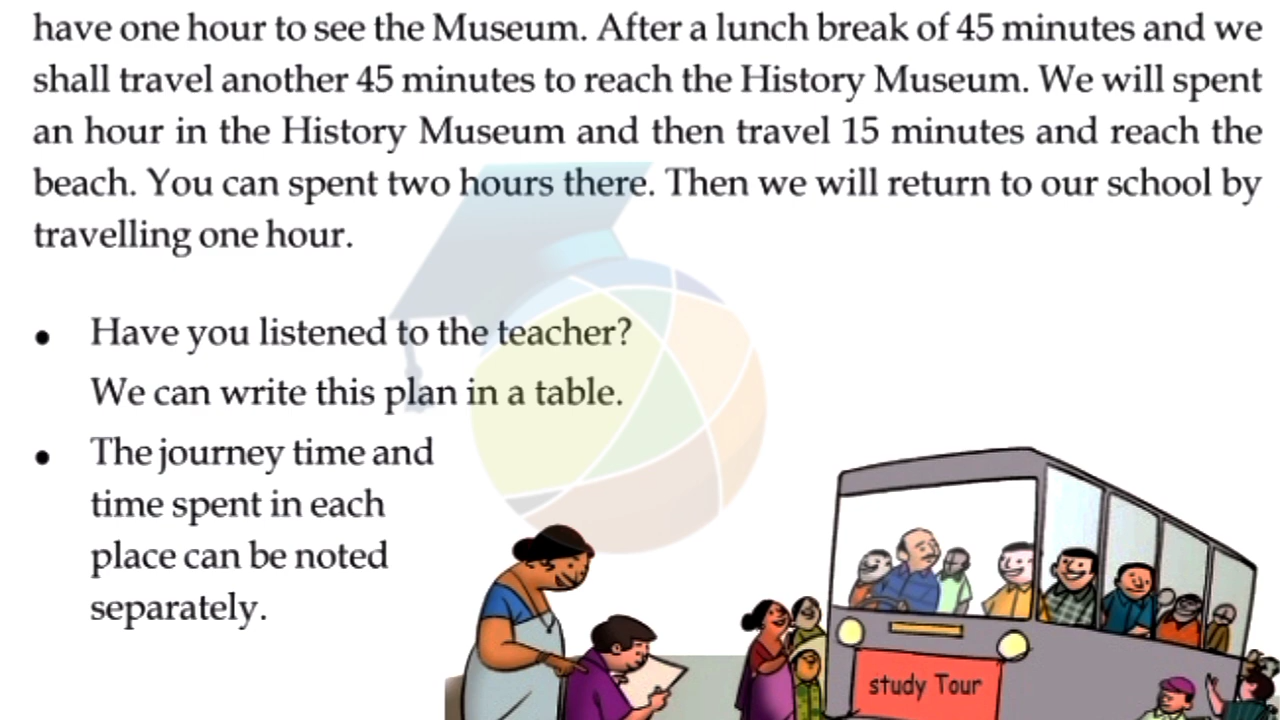 have one hour to see the Museum. After a lunch break of 45 minutes and we
shall travel another 45 minutes to reach the History Museum. We will spent
an hour in the History Museum and then travel 15 minutes and reach the
beach. You can spent two hours there. Then we will return to our school by
travelling one hour.
• Have you listened to the teacher?
We can write this plan in a table.
• The journey time and
time spent in each
place can be noted
separately.
study Tour